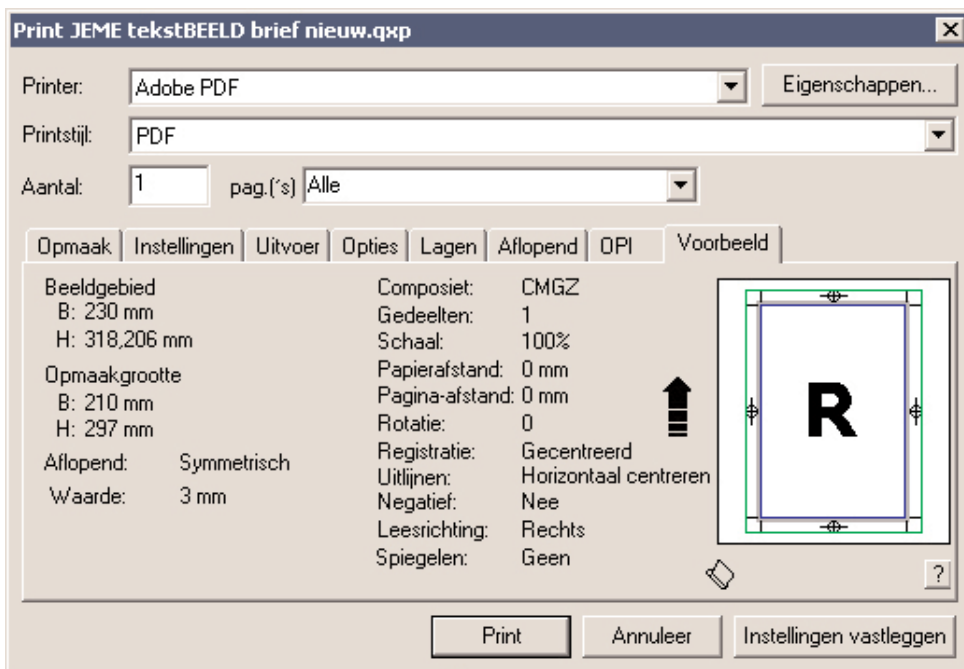 Print JEME tekstBEELD brief nieuw.qxp
Printer: Adobe PDF Eigenschappen...
Printstijl: PDF
Aantal: 1 pag.(´s) Alle
Opmaak Instellingen Uitvoer Opties Lagen Aflopend OPI Voorbeeld
Beeldgebied
B: 230 mm
H: 318,206 mm
Opmaakgrootte
B: 210 mm
H: 297 mm
Aflopend: Symmetrisch
Waarde: 3 mm
Composiet: CMGZ
Gedeelten: 1
Schaal: 100%
Papierafstand: 0 mm
Pagina-afstand: 0 mm
Rotatie: 0
Registratie: Gecentreerd
Uitlijnen: Horizontaal centreren
Negatief: Nee
Leesrichting: Rechts
Spiegelen: Geen
R
?
Print Annuleer Instellingen vastleggen